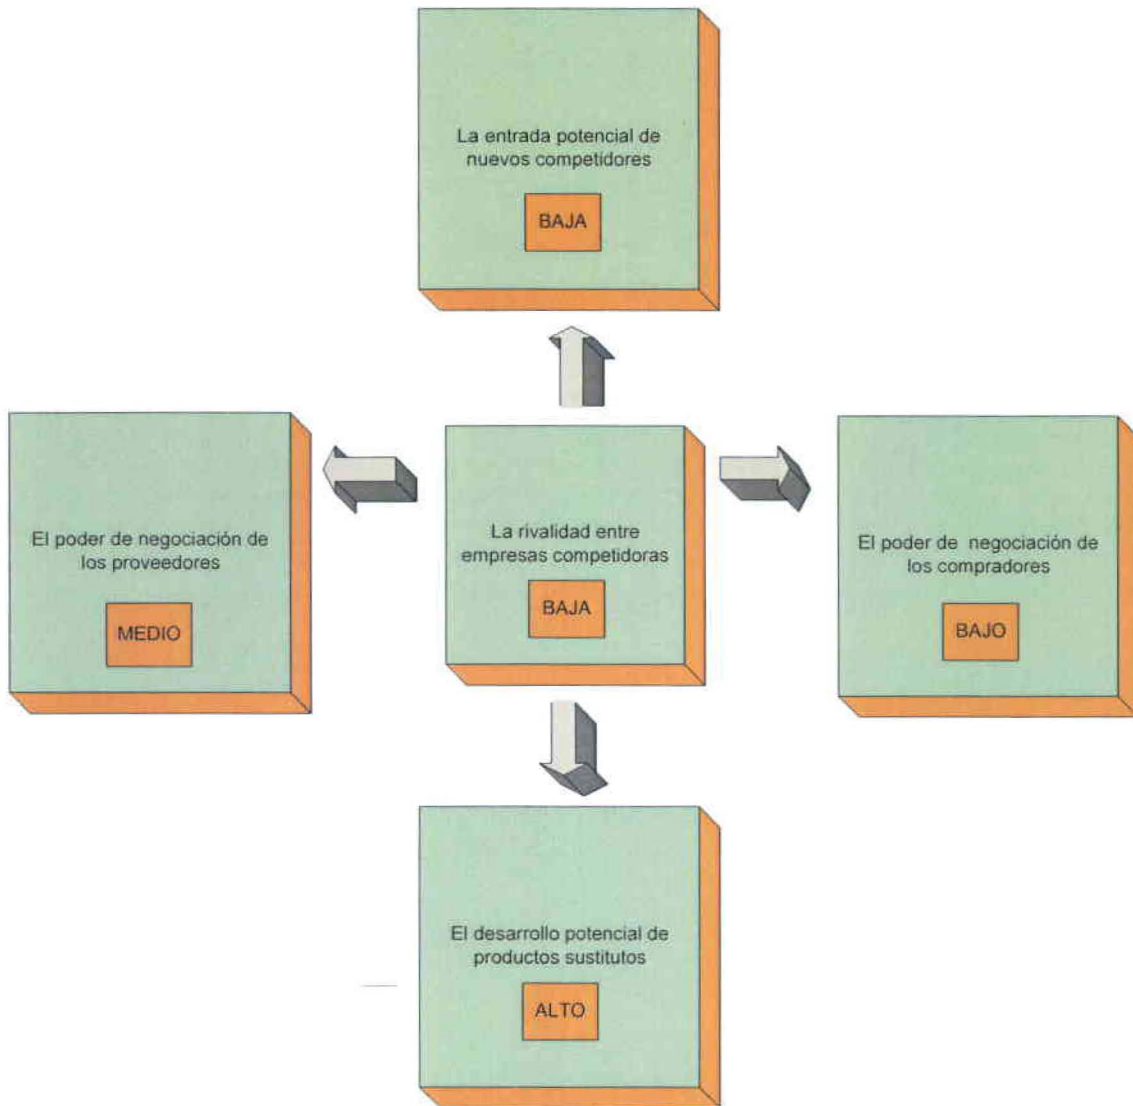 La entrada potencial de
nuevos competidores
BAJA
El poder de negociación de
los proveedores
MEDIO
La rivalidad entre
empresas competidoras
BAJA
El poder de negociación de
los compradores
BAJO
El desarrollo potencial de
productos sustitutos
ALTO